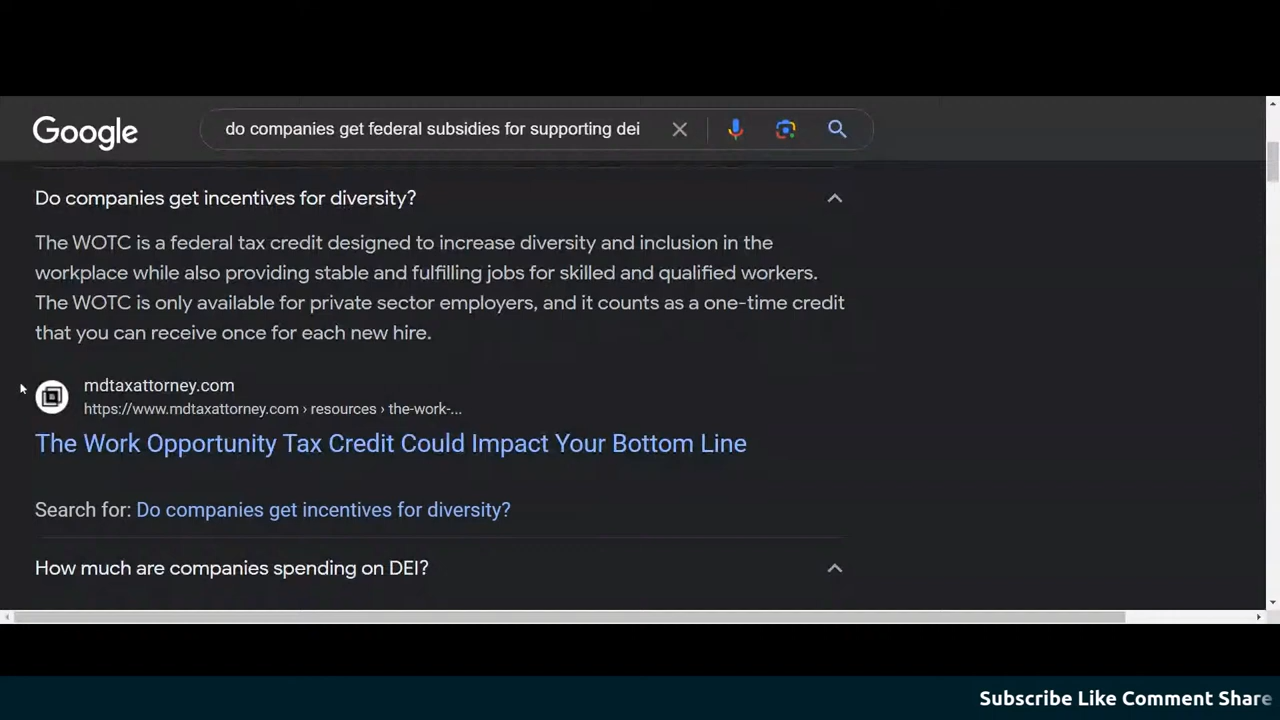 Google
do companies get federal subsidies for supporting dei
Do companies get incentives for diversity?
The WOTC is a federal tax credit designed to increase diversity and inclusion in the
workplace while also providing stable and fulfilling jobs for skilled and qualified workers.
The WOTC is only available for private sector employers, and it counts as a one-time credit
that you can receive once for each new hire.
mdtaxattorney.com
https://www.mdtaxattorney.com › resources › the-work-...
The Work Opportunity Tax Credit Could Impact Your Bottom Line
Search for: Do companies get incentives for diversity?
How much are companies spending on DEI?
Subscribe Like Comment Share